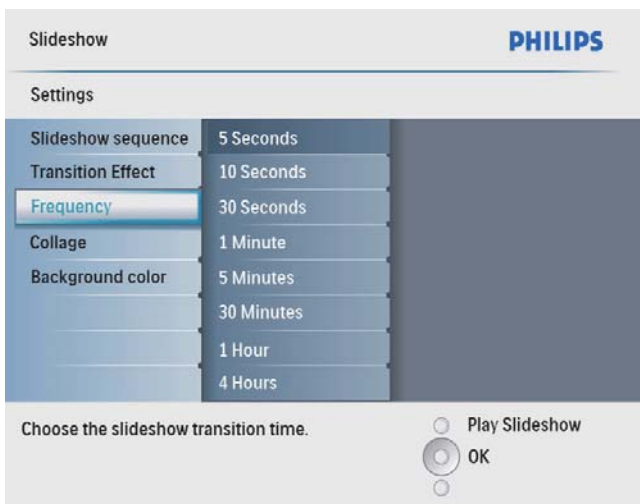 Slideshow
PHILIPS
Settings
Slideshow sequence
Transition Effect
Frequency
Collage
Background color
5 Seconds
10 Seconds
30 Seconds
1 Minute
5 Minutes
30 Minutes
1 Hour
4 Hours
Choose the slideshow transition time.
Play Slideshow
OK